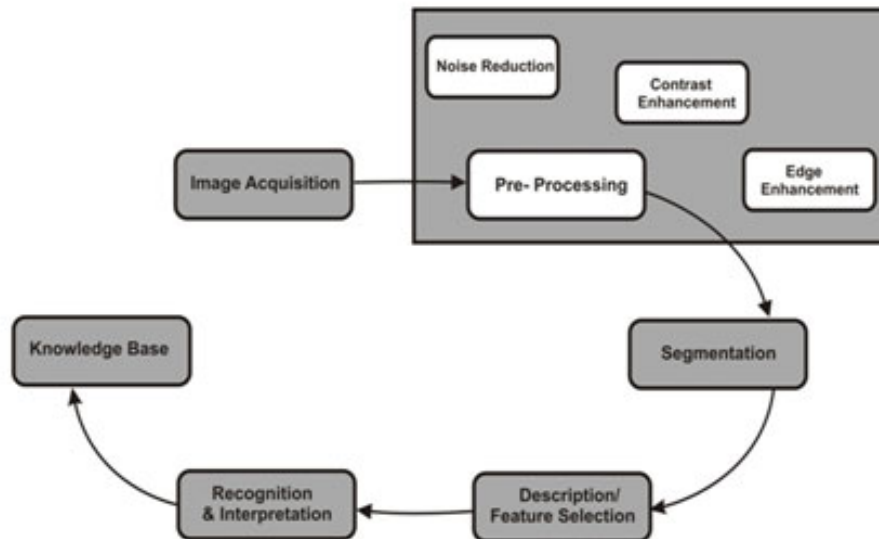 Noise Reduction
Contrast
Enhancement
Image Acquisition
Pre- Processing
Edge
Enhancement
Knowledge Base
Segmentation
Recognition
& Interpretation
Description/
Feature Selection